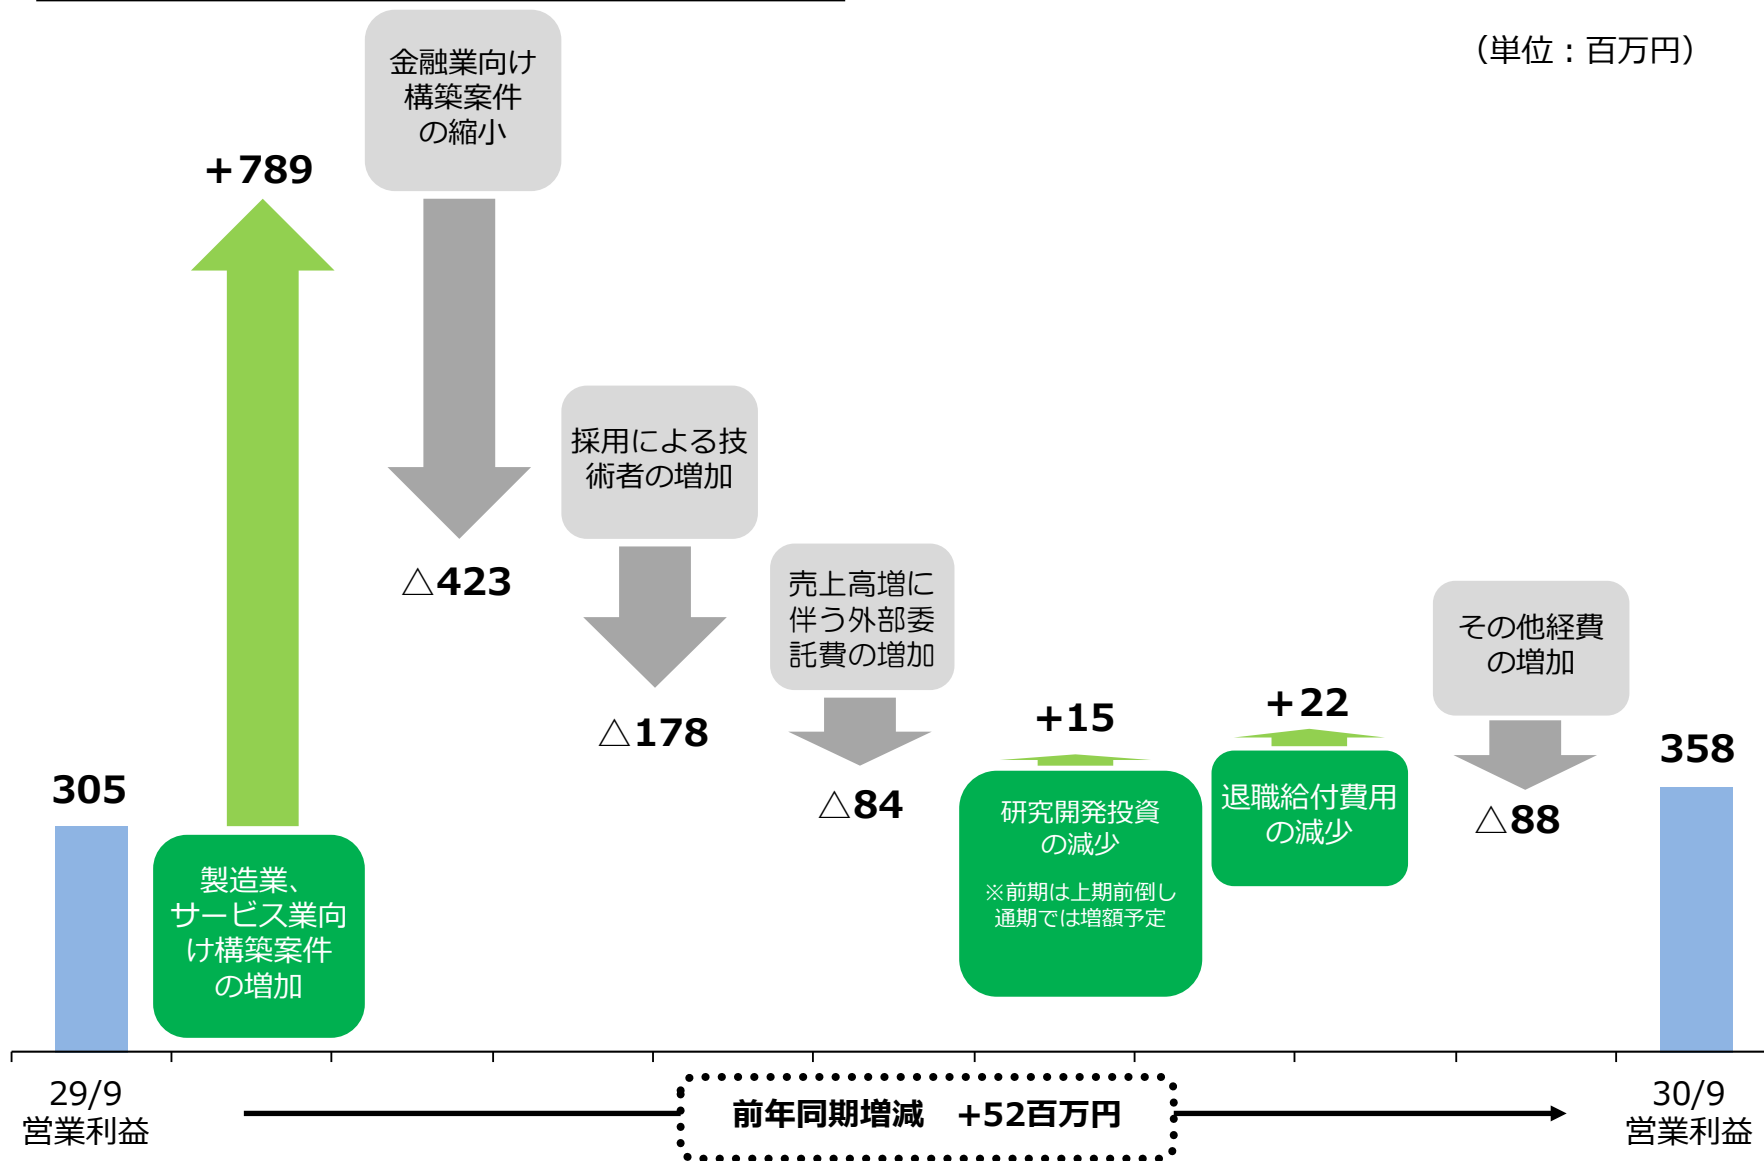 （単位：百万円）
金融業向け
構築案件
の縮小
+789
△423
採用による技
術者の増加
△178
売上高増に
伴う外部委
託費の増加
△84
+15
研究開発投資
の減少
※前期は上期前倒し
通期では増額予定
+22
退職給付費用
の減少
その他経費
の増加
△88
305
358
製造業、
サービス業向
け構築案件
の増加
29/9
営業利益
前年同期増減　+52百万円
30/9
営業利益